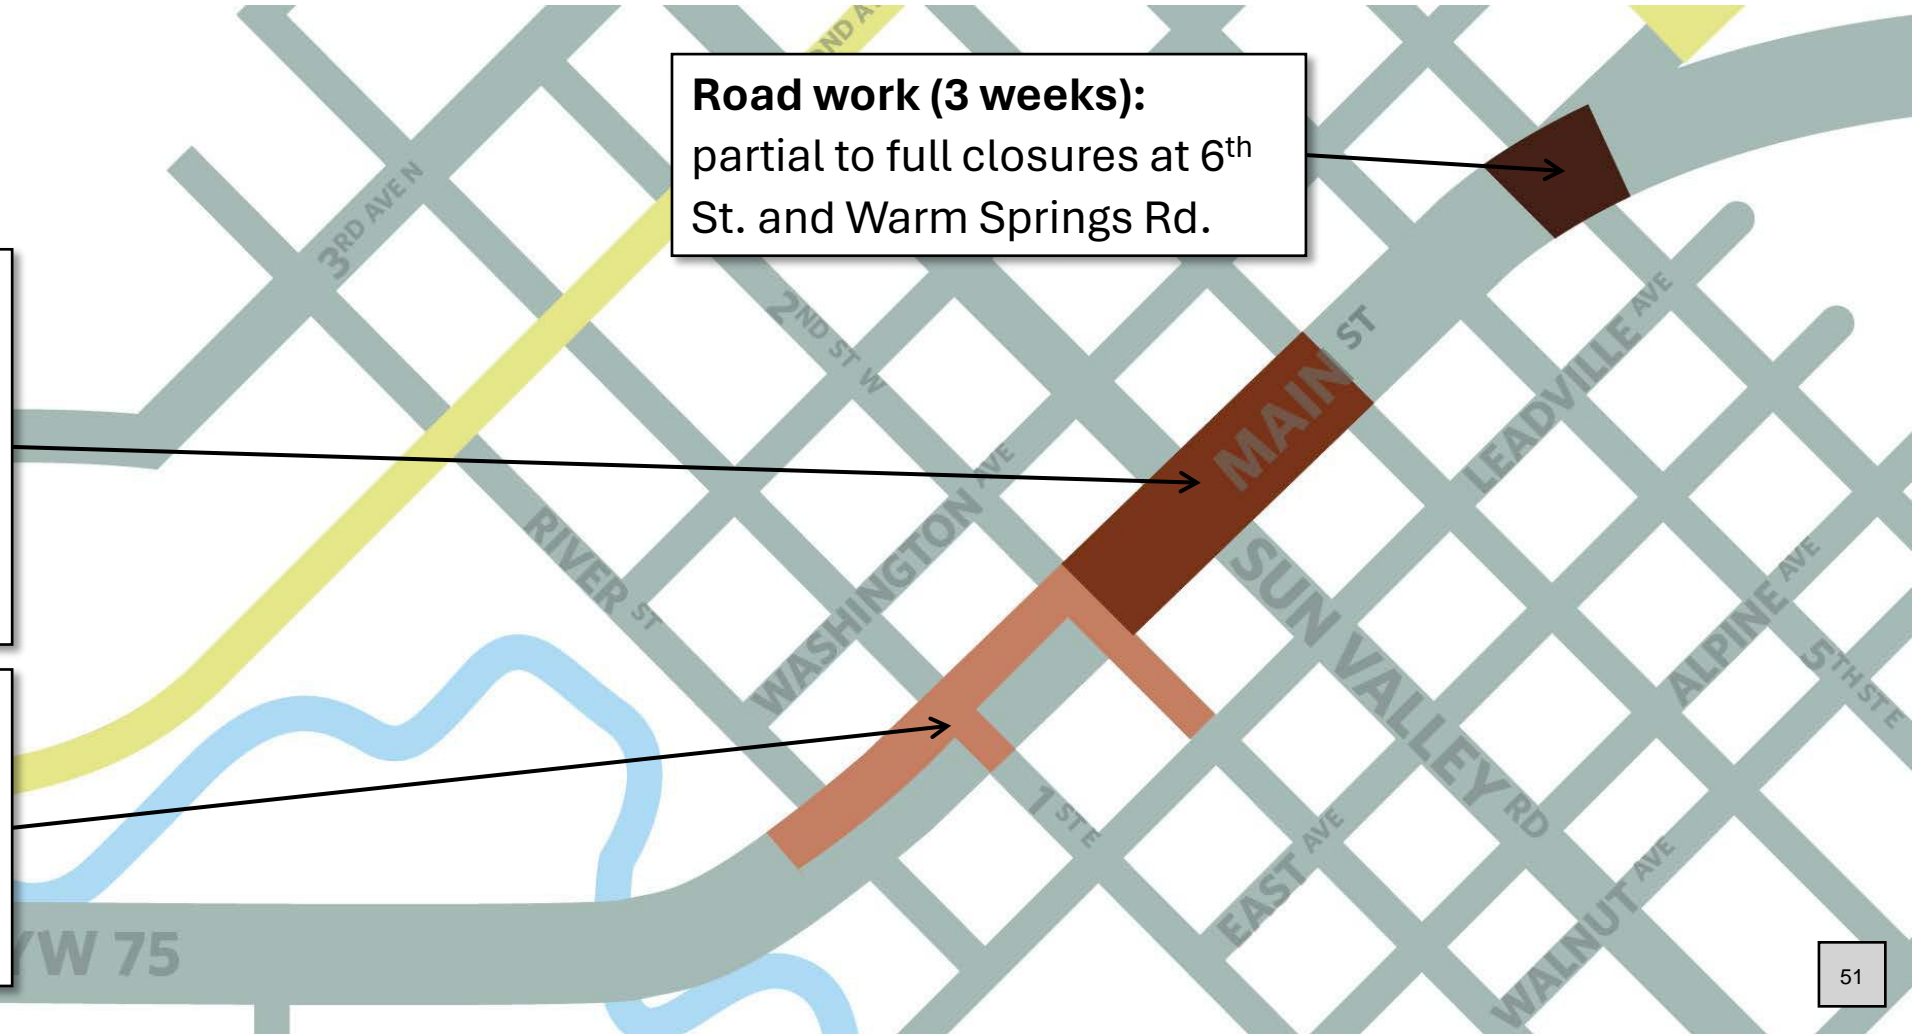 Road work (3 weeks):
partial to full closures at 6th
St. and Warm Springs Rd.
3RD AVE N
2ND ST W
MAIN ST
LEADVILLE AVE
WASHINGTON AVE
RIVER ST
SUN VALLEY RD
ALPINE AVE
5TH ST E
1 ST E
EAST AVE
WALNUT AVE
75
51